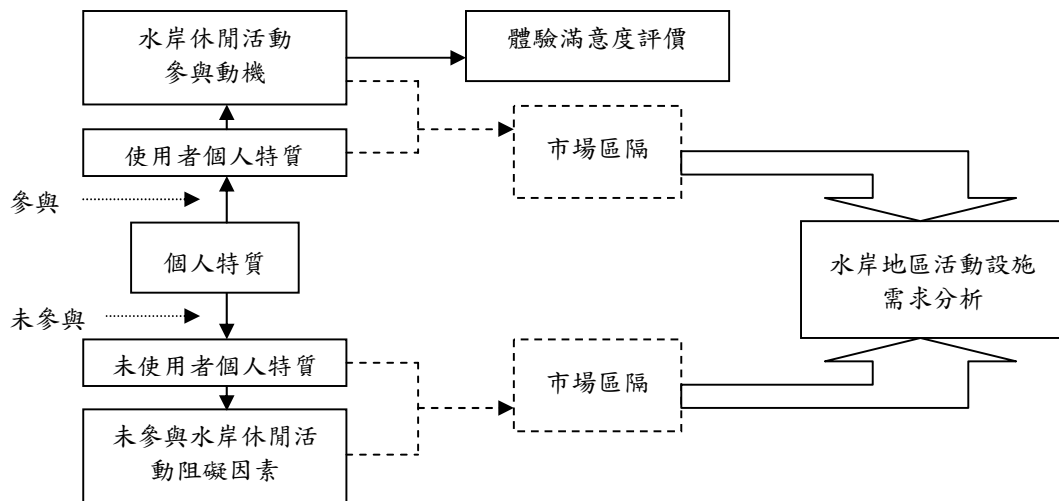 水岸休閒活動
參與動機
體驗滿意度評價
使用者個人特質
市場區隔
參與
個人特質
水岸地區活動設施
需求分析
未參與
未使用者個人特質
市場區隔
未參與水岸休閒活
動阻礙因素